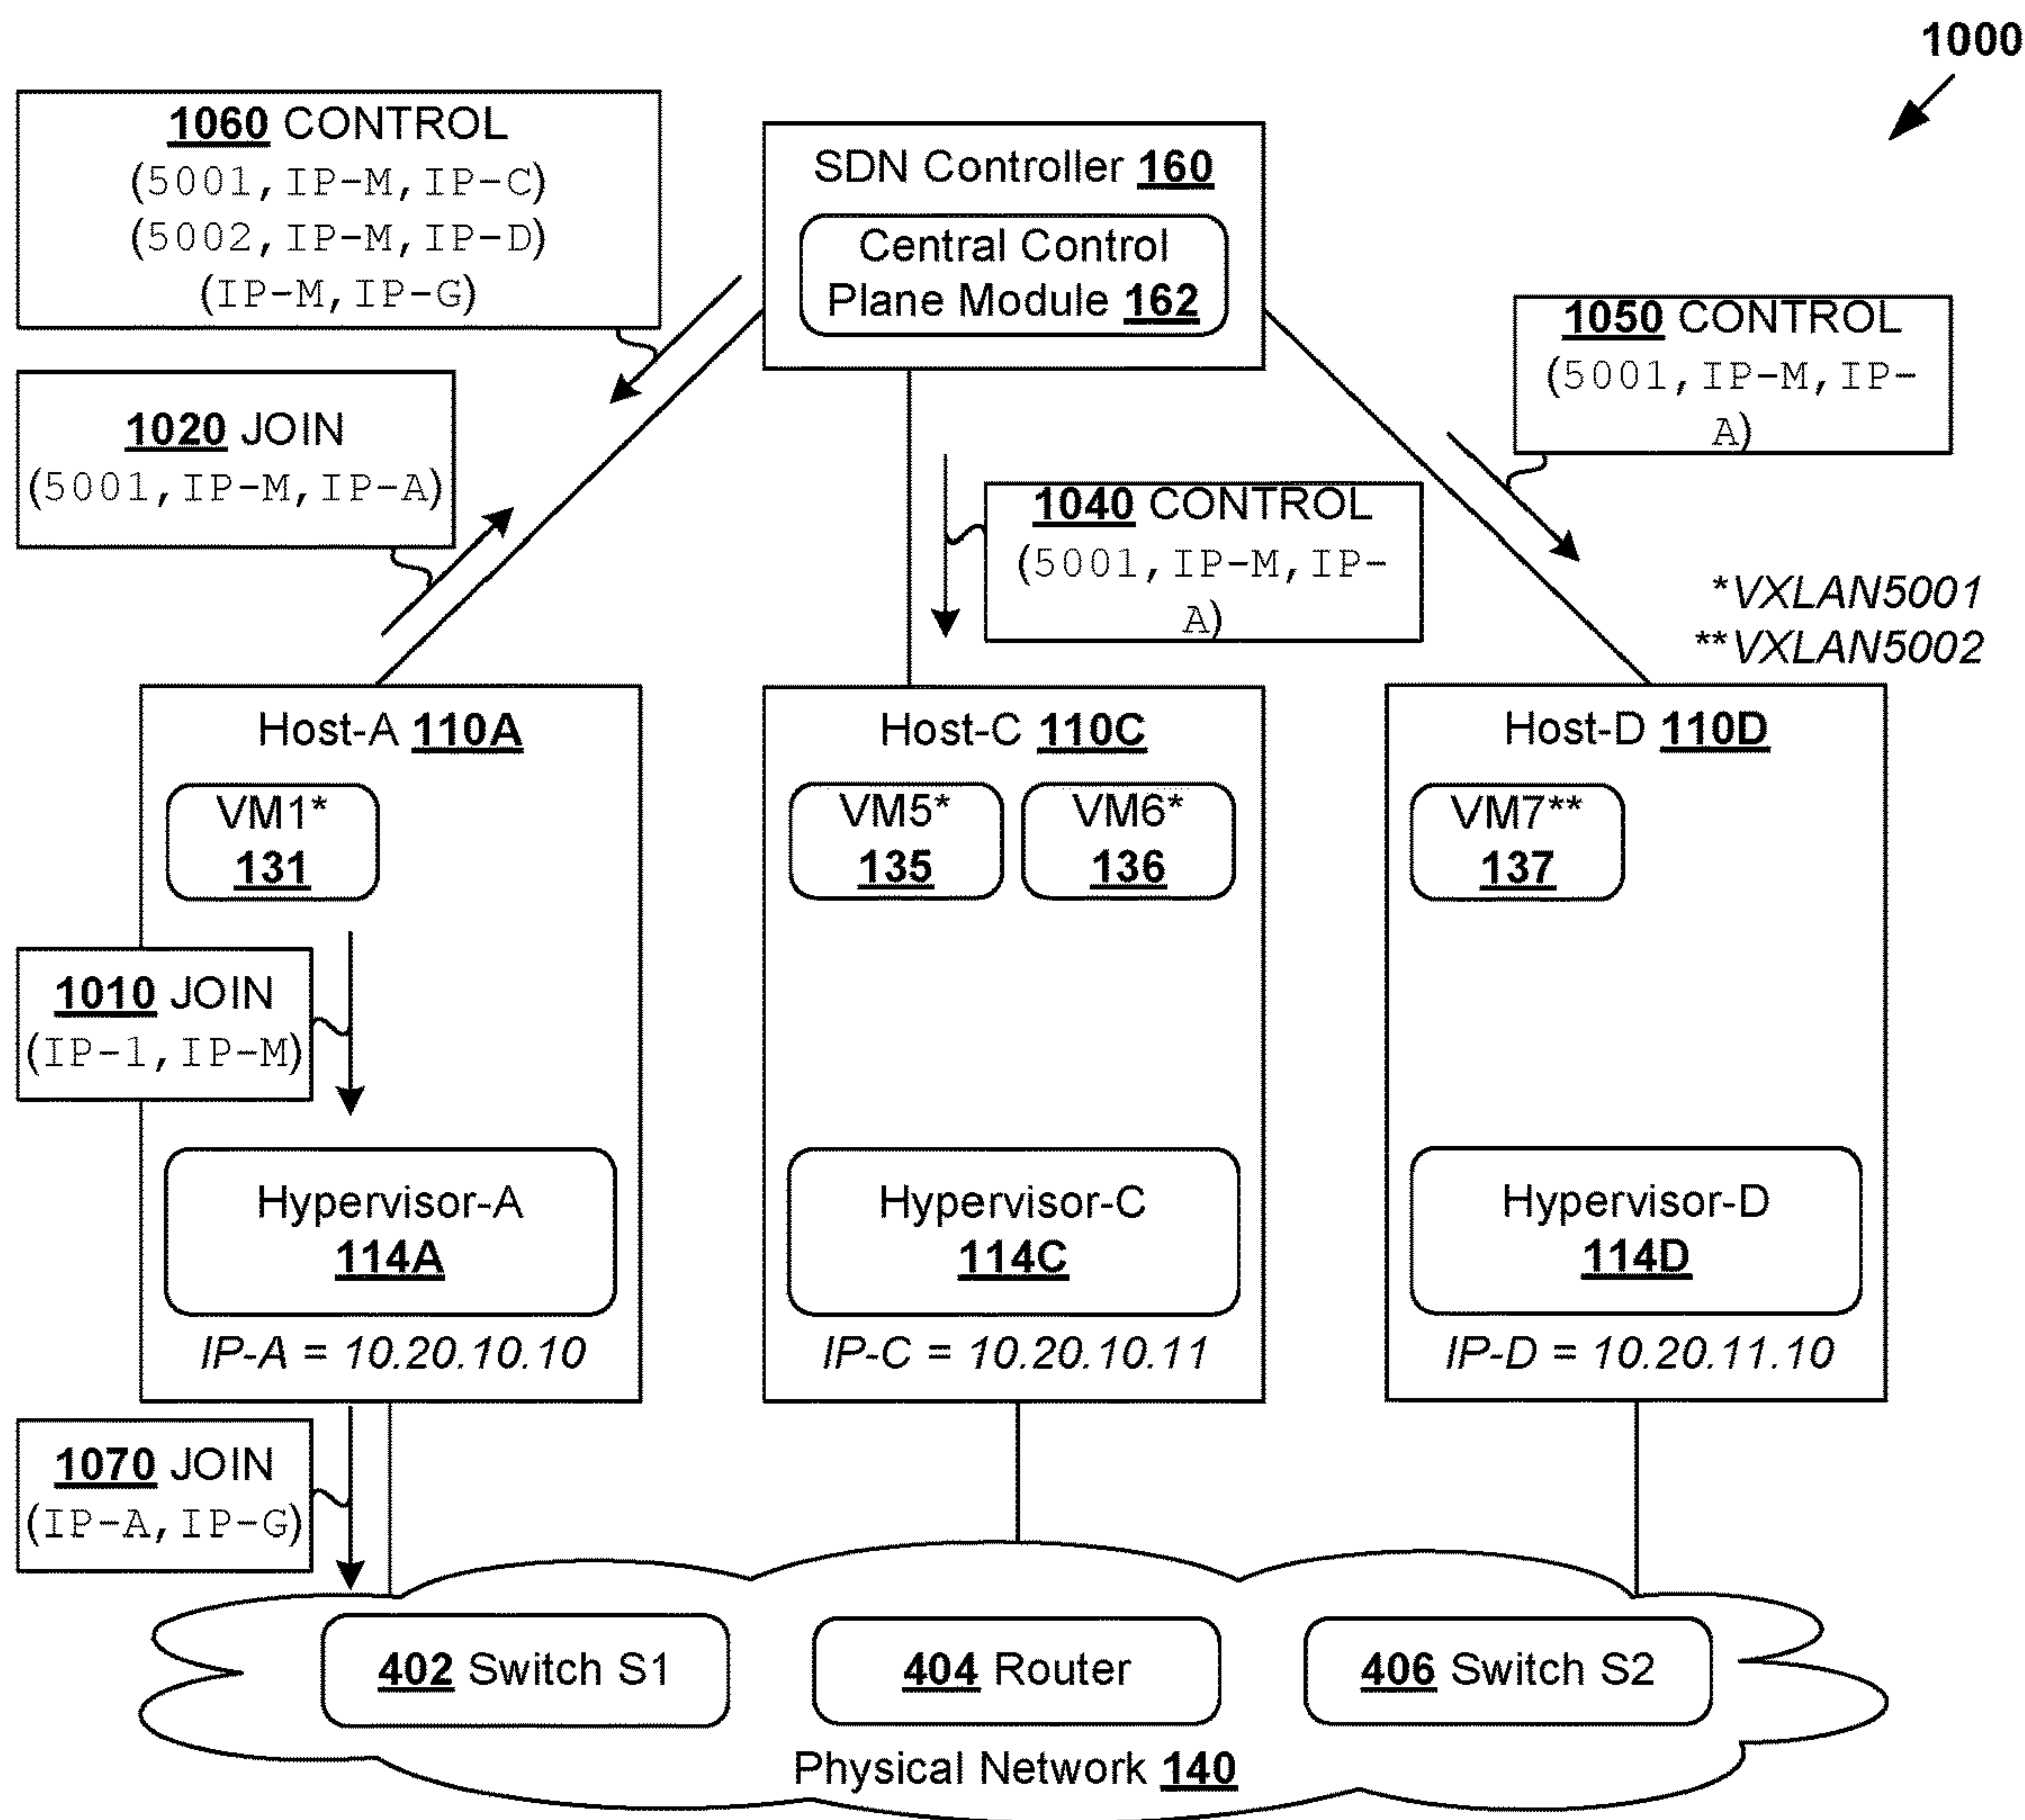 1000
1060 CONTROL
(5001, IP-M, IP-C)
(5002, IP-M, IP-D)
(IP-M, IP-G)
SDN Controller 160
Central Control
Plane Module 162
1050 CONTROL
(5001, IP-M, IP-
A)
1020 JOIN
(5001, IP-M, IP-A)
1040 CONTROL
(5001, IP-M, IP-
A)
*VXLAN5001
**VXLAN5002
Host-A 110A
VM1*
131
1010 JOIN
(IP-1, IP-M)
Hypervisor-A
114A
IP-A = 10.20.10.10
Host-C 110C
VM5*
135
VM6*
136
Hypervisor-C
114C
IP-C = 10.20.10.11
Host-D 110D
VM7**
137
Hypervisor-D
114D
IP-D = 10.20.11.10
1070 JOIN
(IP-A, IP-G)
402 Switch S1
404 Router
406 Switch S2
Physical Network 140